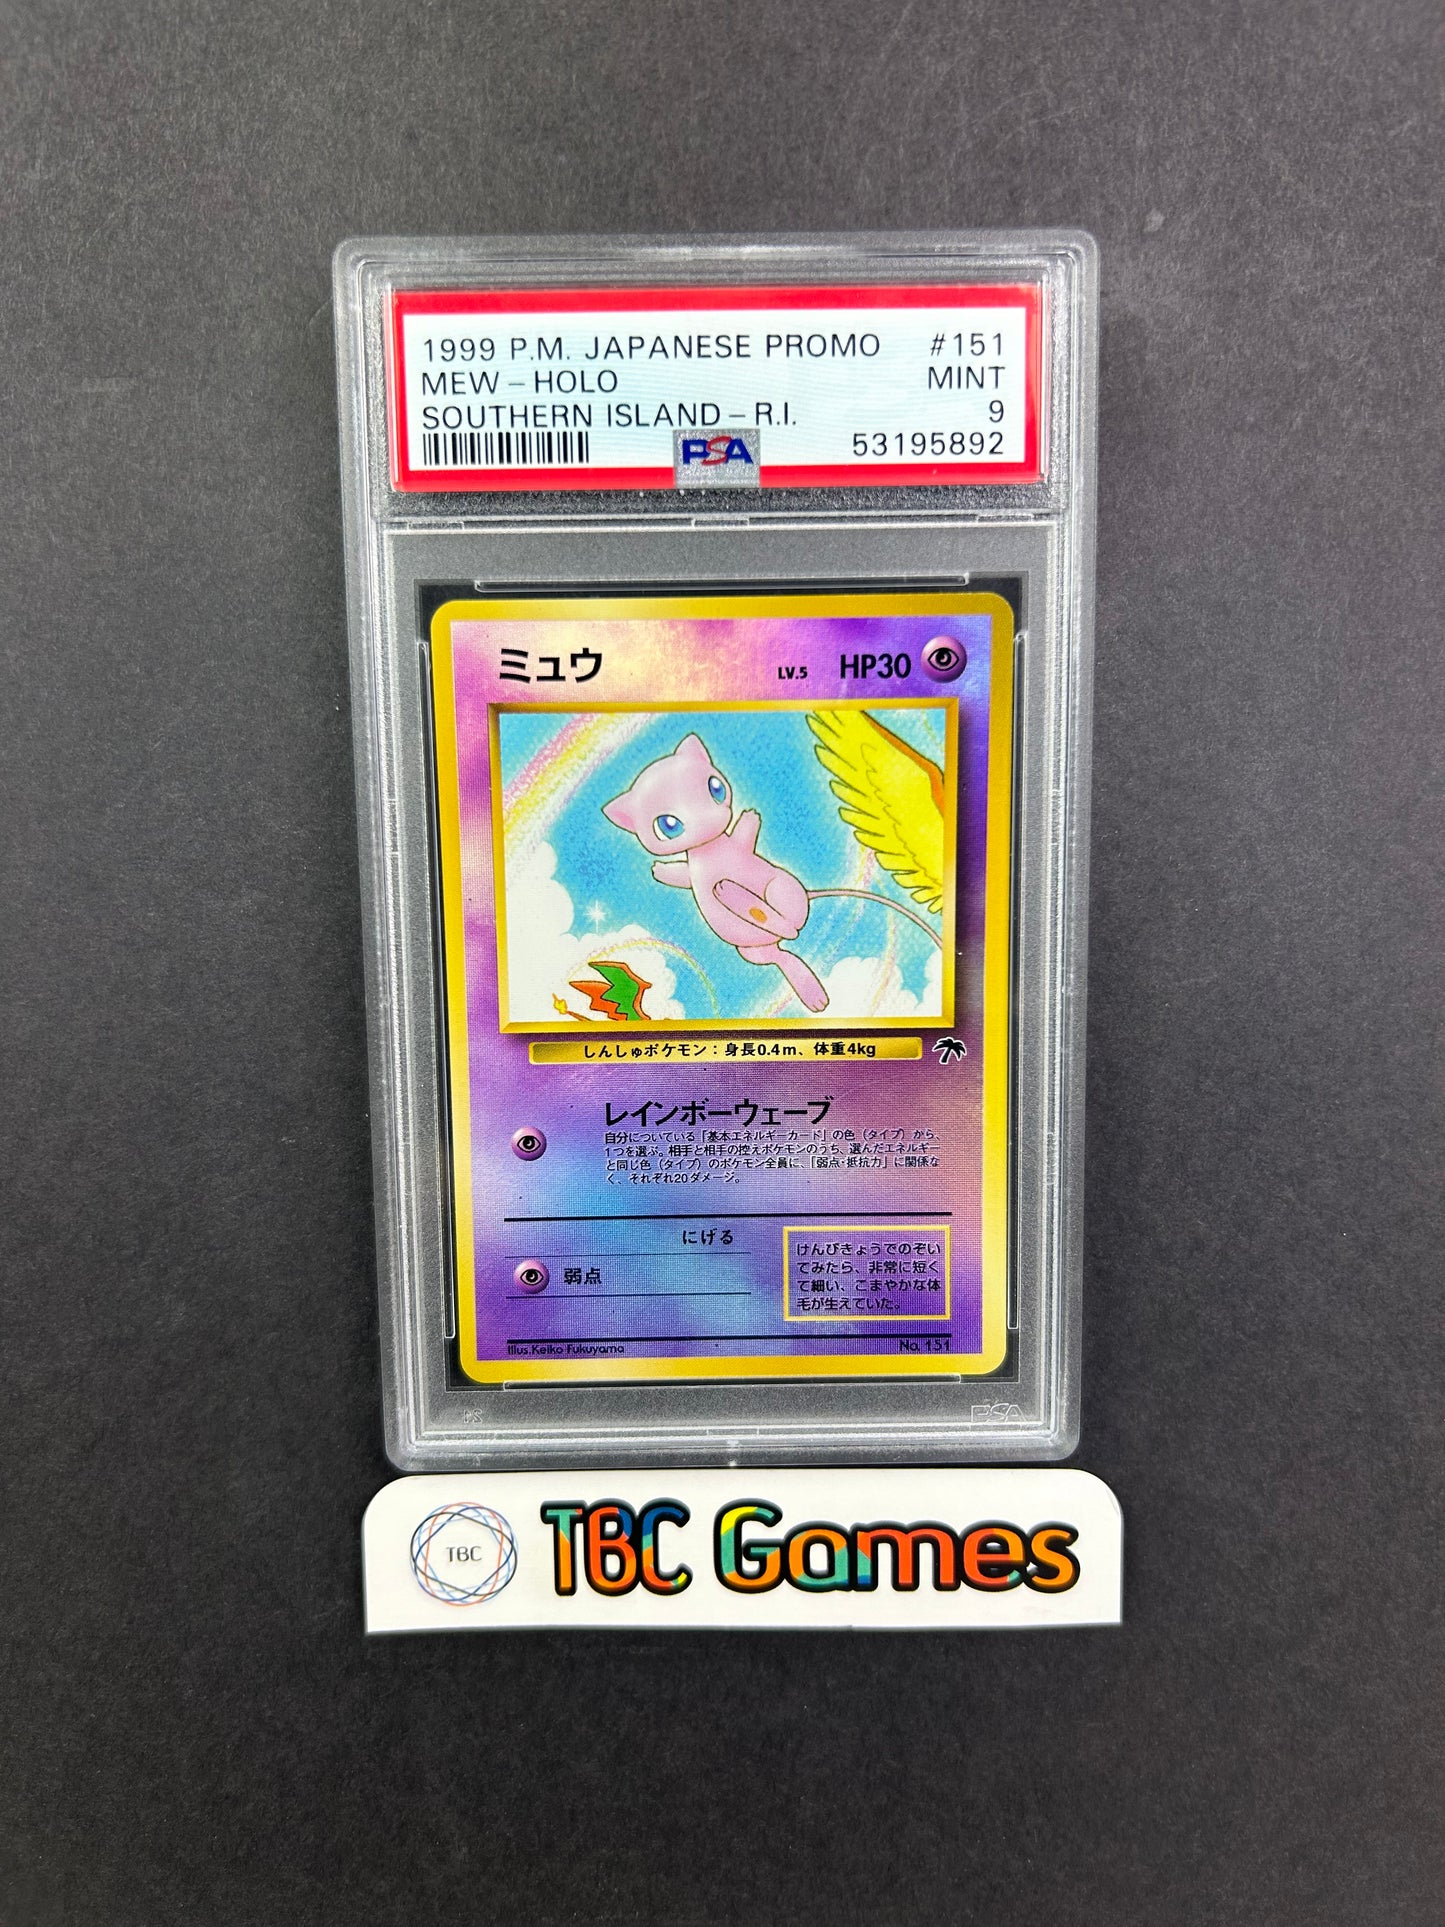 1999 P.M. JAPANESE PROMO #151
MEW – HOLO MINT
SOUTHERN ISLAND – R.I. 9
PSA 53195892
ミュウ LV.5 HP30
しんしゅポケモン：身長0.4m、体重4kg
レインボーウェーブ
自分についている「基本エネルギーカード」の色（タイプ）から、
1つを選ぶ。相手と相手の控えポケモンのうち、選んだエネルギー
と同じ色（タイプ）のポケモン全員に、「弱点・抵抗力」に関係な
く、それぞれ20ダメージ。
にげる
弱点
けんびきょうでのぞい
てみたら、非常に短く
て細い、こまやかな体
毛が生えていた。
Illus.Keiko Fukuyama No. 151
PSA
TBC TBC Games